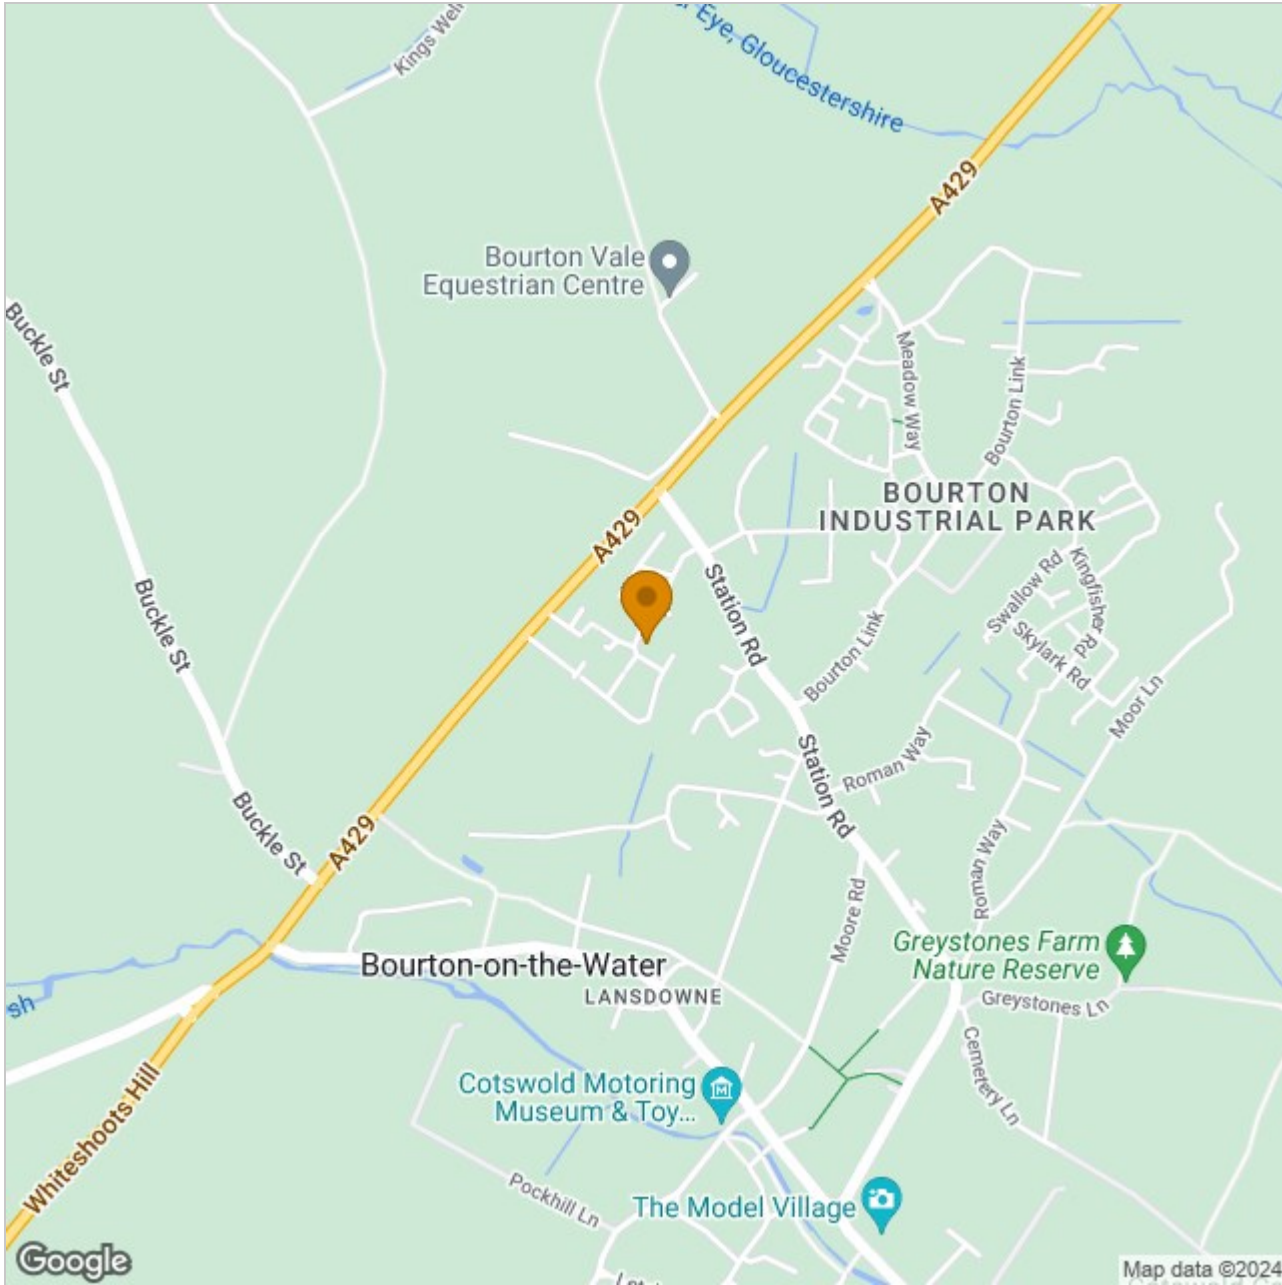 Kings Wel
Eye, Gloucestershire
A429
Bourton Vale
Equestrian Centre
Buckle St
Meadow Way
Bourton Link
BOURTON
INDUSTRIAL PARK
A429
Station Rd
Swallow Rd
Kingfisher Rd
Skylark Rd
Buckle St
Bourton Link
Moor Ln
Station Rd
Roman Way
Buckle St
A429
Roman Way
Moore Rd
Greystones Farm
Nature Reserve
Bourton-on-the-Water
LANSDOWNE
Greystones Ln
sh
Cemetery Ln
Cotswold Motoring
Museum & Toy...
Whiteshoots Hill
Pockhill Ln
The Model Village
Google
Map data ©2024